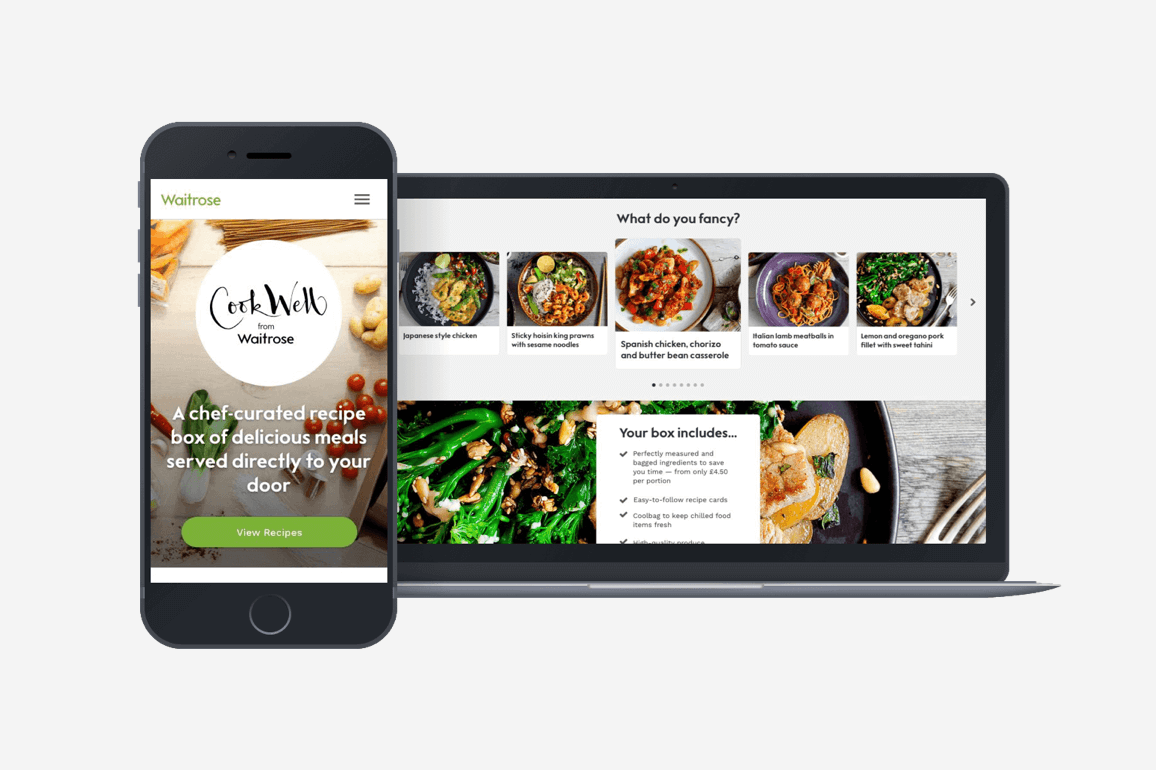 Waitrose
Cook Well
from
Waitrose
A chef-curated recipe
box of delicious meals
served directly to your
door
View Recipes
What do you fancy?
Japanese style chicken
Sticky hoisin king prawns
with sesame noodles
Spanish chicken, chorizo
and butter bean casserole
Italian lamb meatballs in
tomato sauce
Lemon and oregano pork
fillet with sweet tahini
Your box includes...
Perfectly measured and
bagged ingredients to save
you time — from only £4.50
per portion
Easy-to-follow recipe cards
Coolbag to keep chilled food
items fresh
High-quality produce